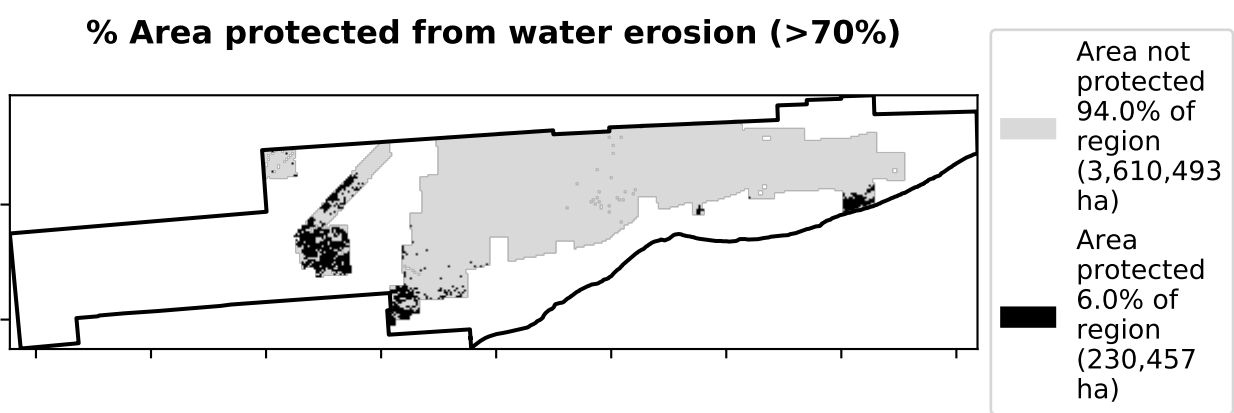 % Area protected from water erosion (>70%)
Area not
protected
94.0% of
region
(3,610,493
ha)
Area
protected
6.0% of
region
(230,457
ha)